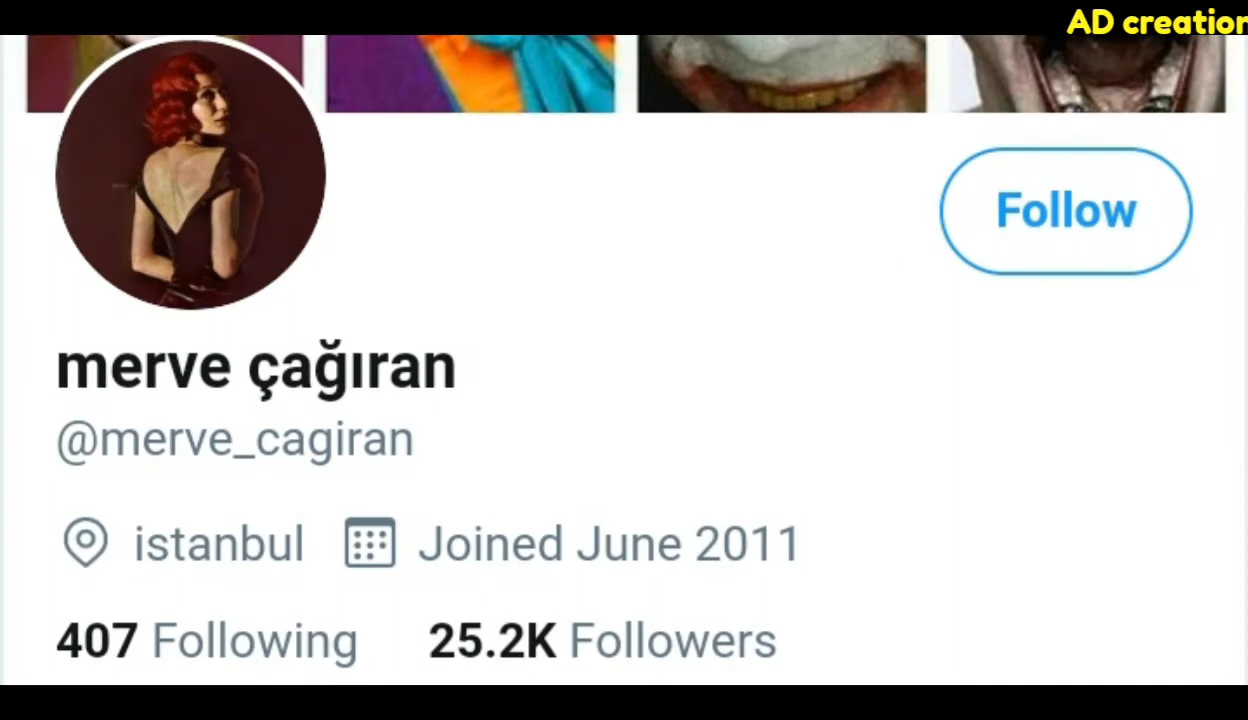 AD creation
Follow
merve çağıran
@merve_cagiran
istanbul Joined June 2011
407 Following 25.2K Followers